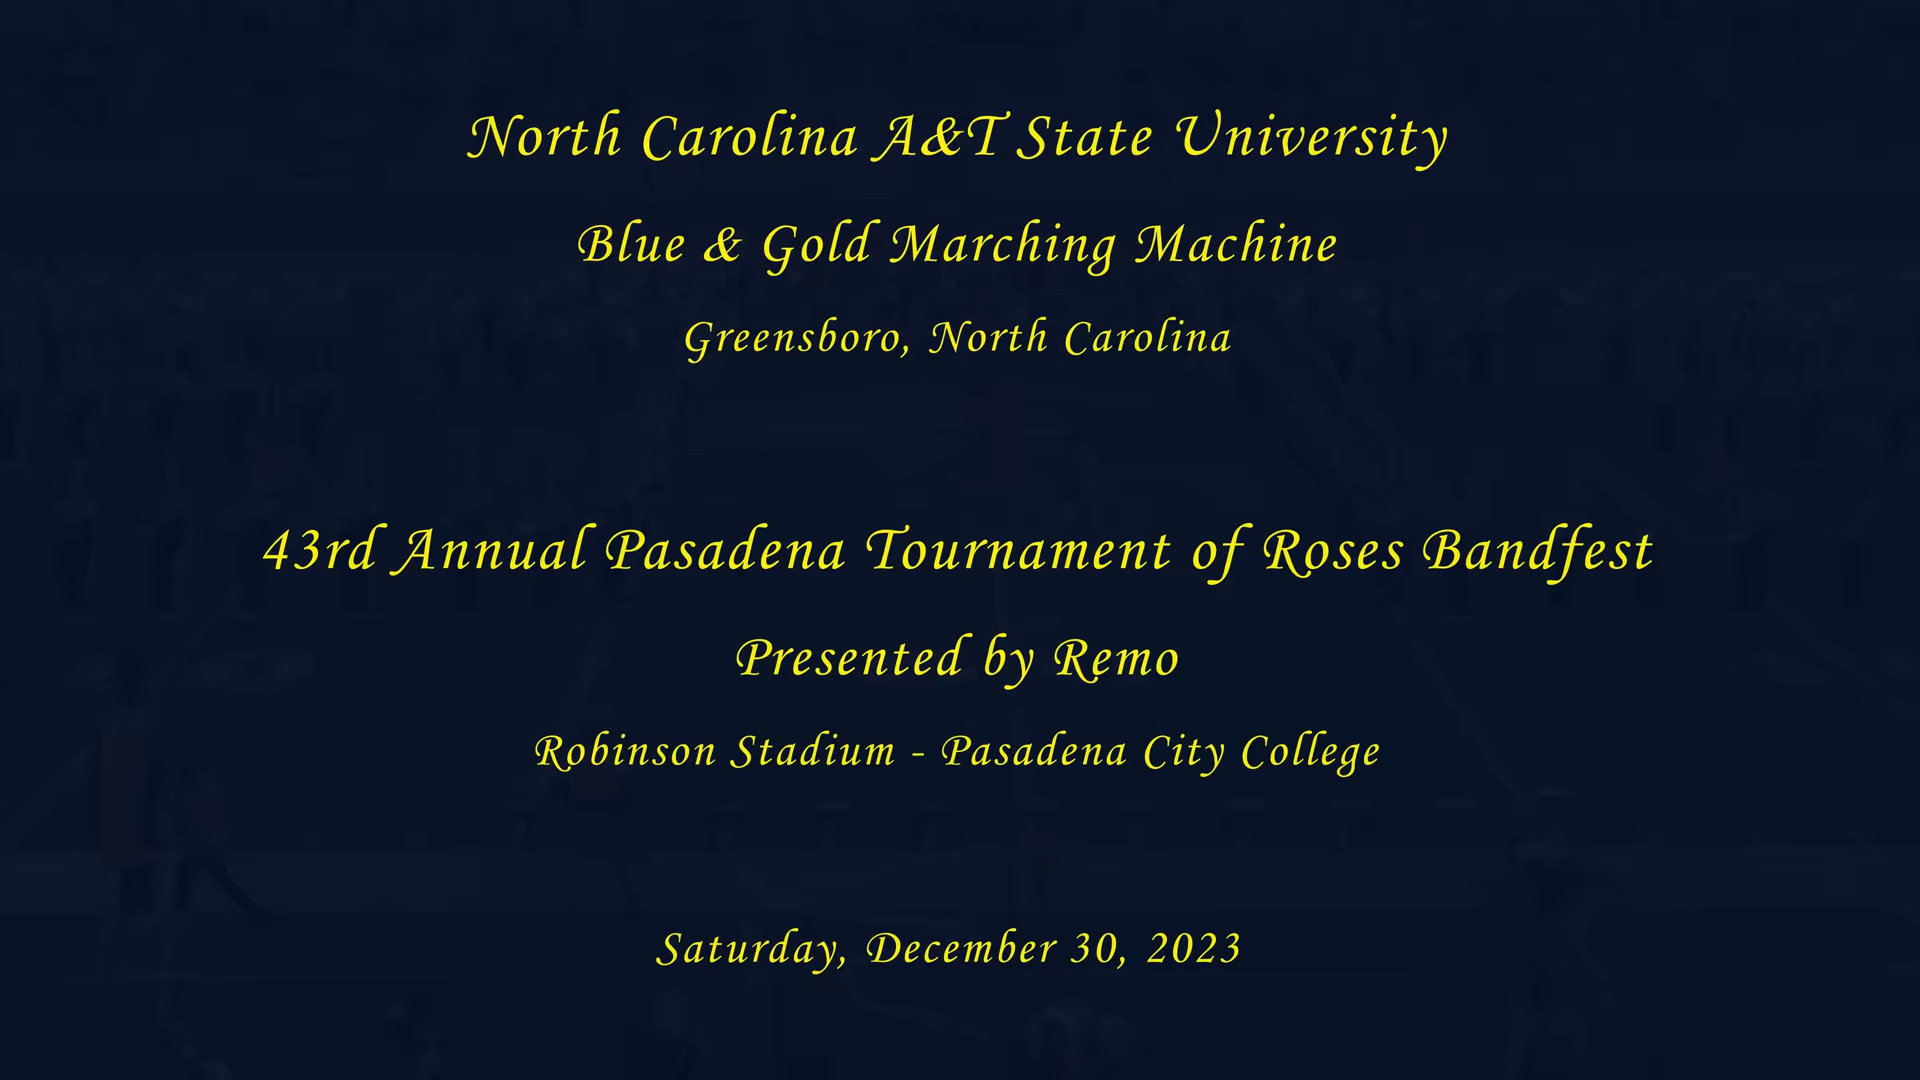 North Carolina A&T State University
Blue & Gold Marching Machine
Greensboro, North Carolina
43rd Annual Pasadena Tournament of Roses Bandfest
Presented by Remo
Robinson Stadium - Pasadena City College
Saturday, December 30, 2023